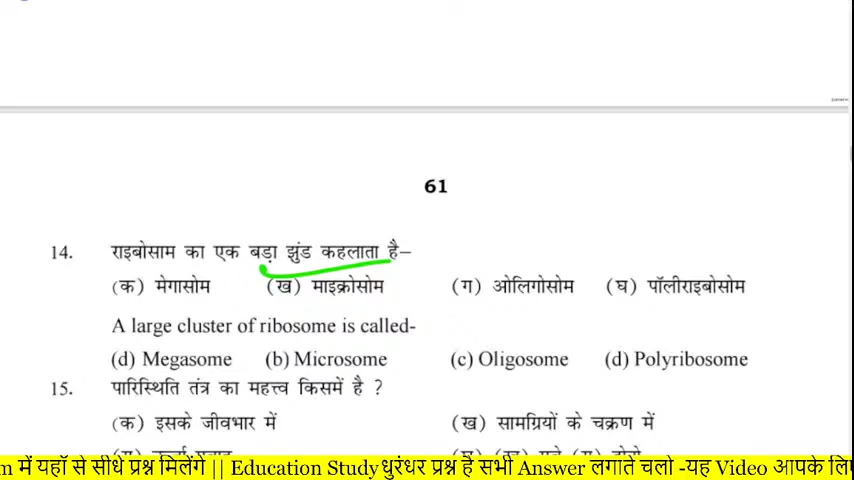 61
14. राइबोसाम का एक बड़ा झुंड कहलाता है–
(क) मेगासोम (ख) माइक्रोसोम (ग) ओलिगोसोम (घ) पॉलीराइबोसोम
A large cluster of ribosome is called-
(d) Megasome (b) Microsome (c) Oligosome (d) Polyribosome
15. पारिस्थिति तंत्र का महत्त्व किसमें है ?
(क) इसके जीवभार में (ख) सामग्रियों के चक्रण में
m में यहाँ से सीधे प्रश्न मिलेंगे || Education Study धुरंधर प्रश्न है सभी Answer लगाते चलो -यह Video आपके लिए